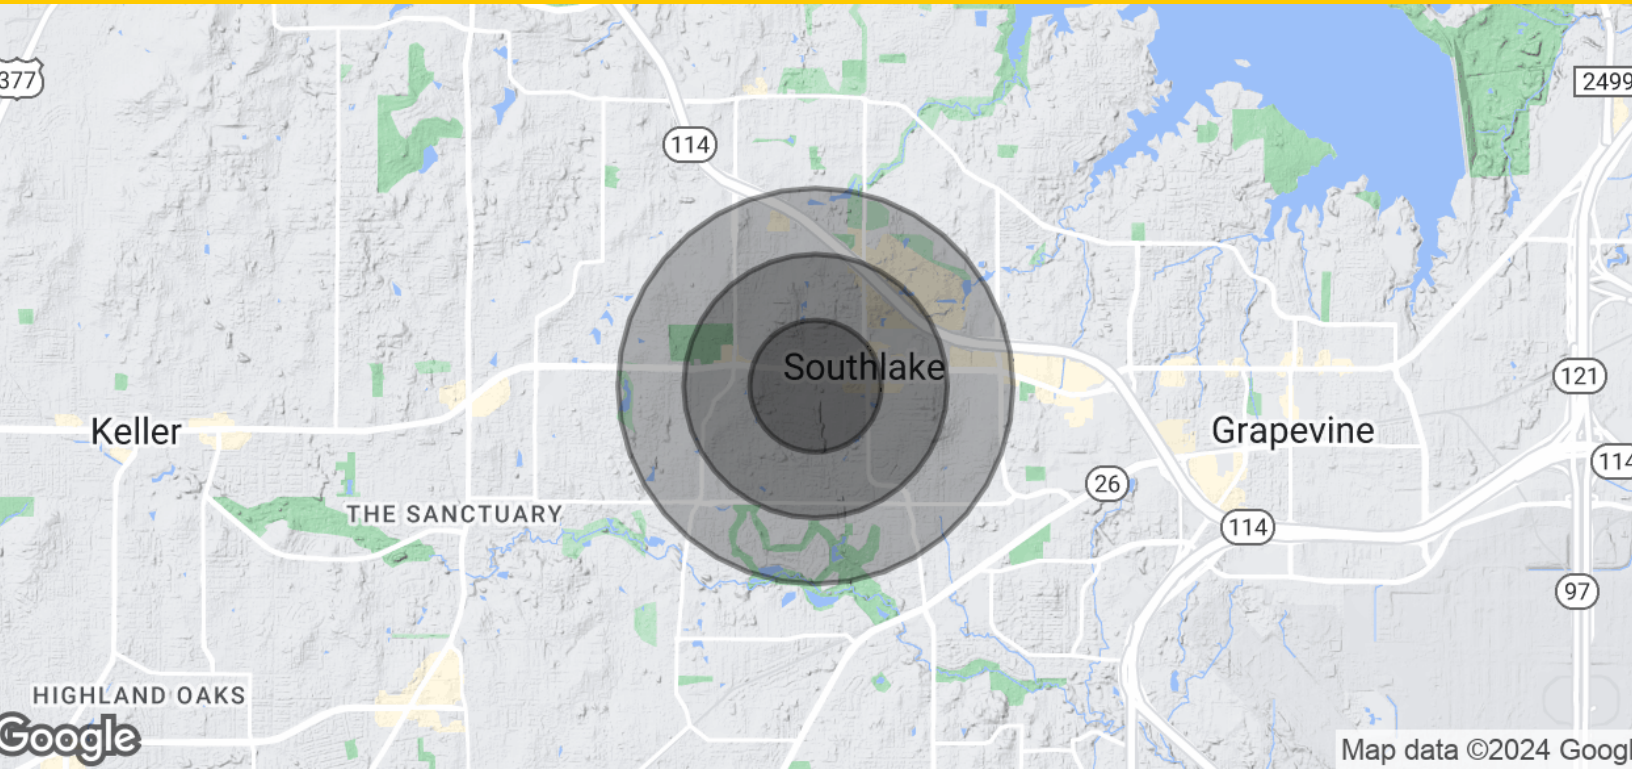 377
2499
114
Southlake
121
Keller
Grapevine
114
26
THE SANCTUARY
114
97
HIGHLAND OAKS
Google
Map data ©2024 Googl